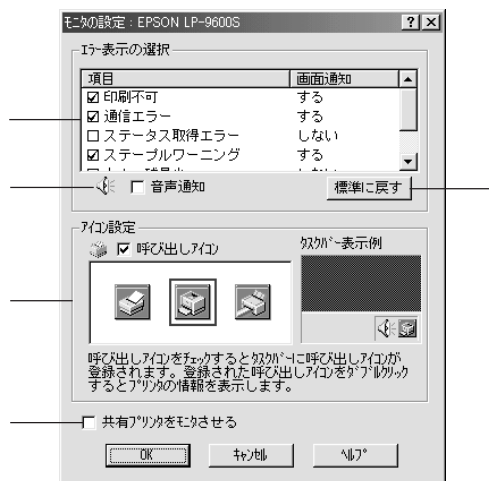 ﾓﾆﾀの設定 : EPSON LP-9600S
ｴﾗｰ表示の選択
項目 画面通知
印刷不可 する
通信エラー する
ステータス取得エラー しない
ステープルワーニング する
音声通知
標準に戻す
ｱｲｺﾝ設定
呼び出しｱｲｺﾝ
ﾀｽｸﾊﾞｰ表示例
呼び出しｱｲｺﾝをﾁｪｯｸするとﾀｽｸﾊﾞｰに呼び出しｱｲｺﾝが
登録されます。登録された呼び出しｱｲｺﾝをﾀﾞﾌﾞﾙｸﾘｯｸ
するとﾌﾟﾘﾝﾀの情報を表示します。
共有ﾌﾟﾘﾝﾀをﾓﾆﾀさせる
OK
ｷｬﾝｾﾙ
ﾍﾙﾌﾟ